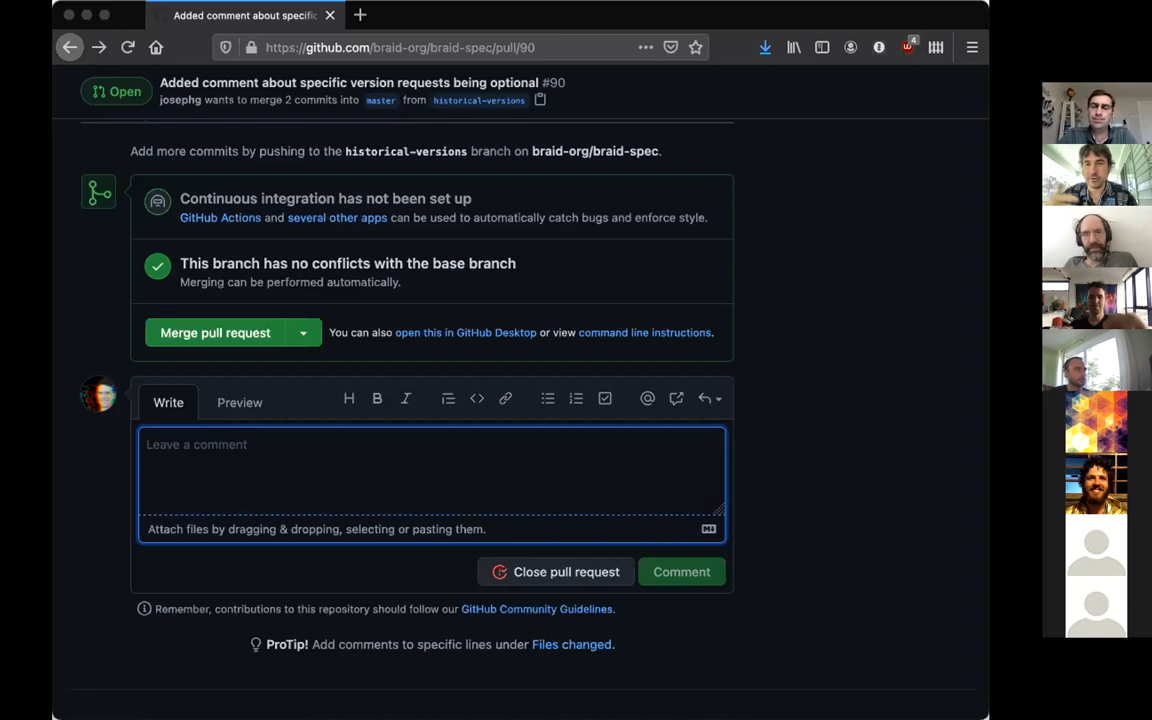 Added comment about specific
https://github.com/braid-org/braid-spec/pull/90
4
Open
Added comment about specific version requests being optional #90
josephg wants to merge 2 commits into master from historical-versions
Add more commits by pushing to the historical-versions branch on braid-org/braid-spec.
Continuous integration has not been set up
GitHub Actions and several other apps can be used to automatically catch bugs and enforce style.
This branch has no conflicts with the base branch
Merging can be performed automatically.
Merge pull request
You can also open this in GitHub Desktop or view command line instructions.
Write
Preview
Leave a comment
Attach files by dragging & dropping, selecting or pasting them.
Close pull request
Comment
Remember, contributions to this repository should follow our GitHub Community Guidelines.
ProTip! Add comments to specific lines under Files changed.